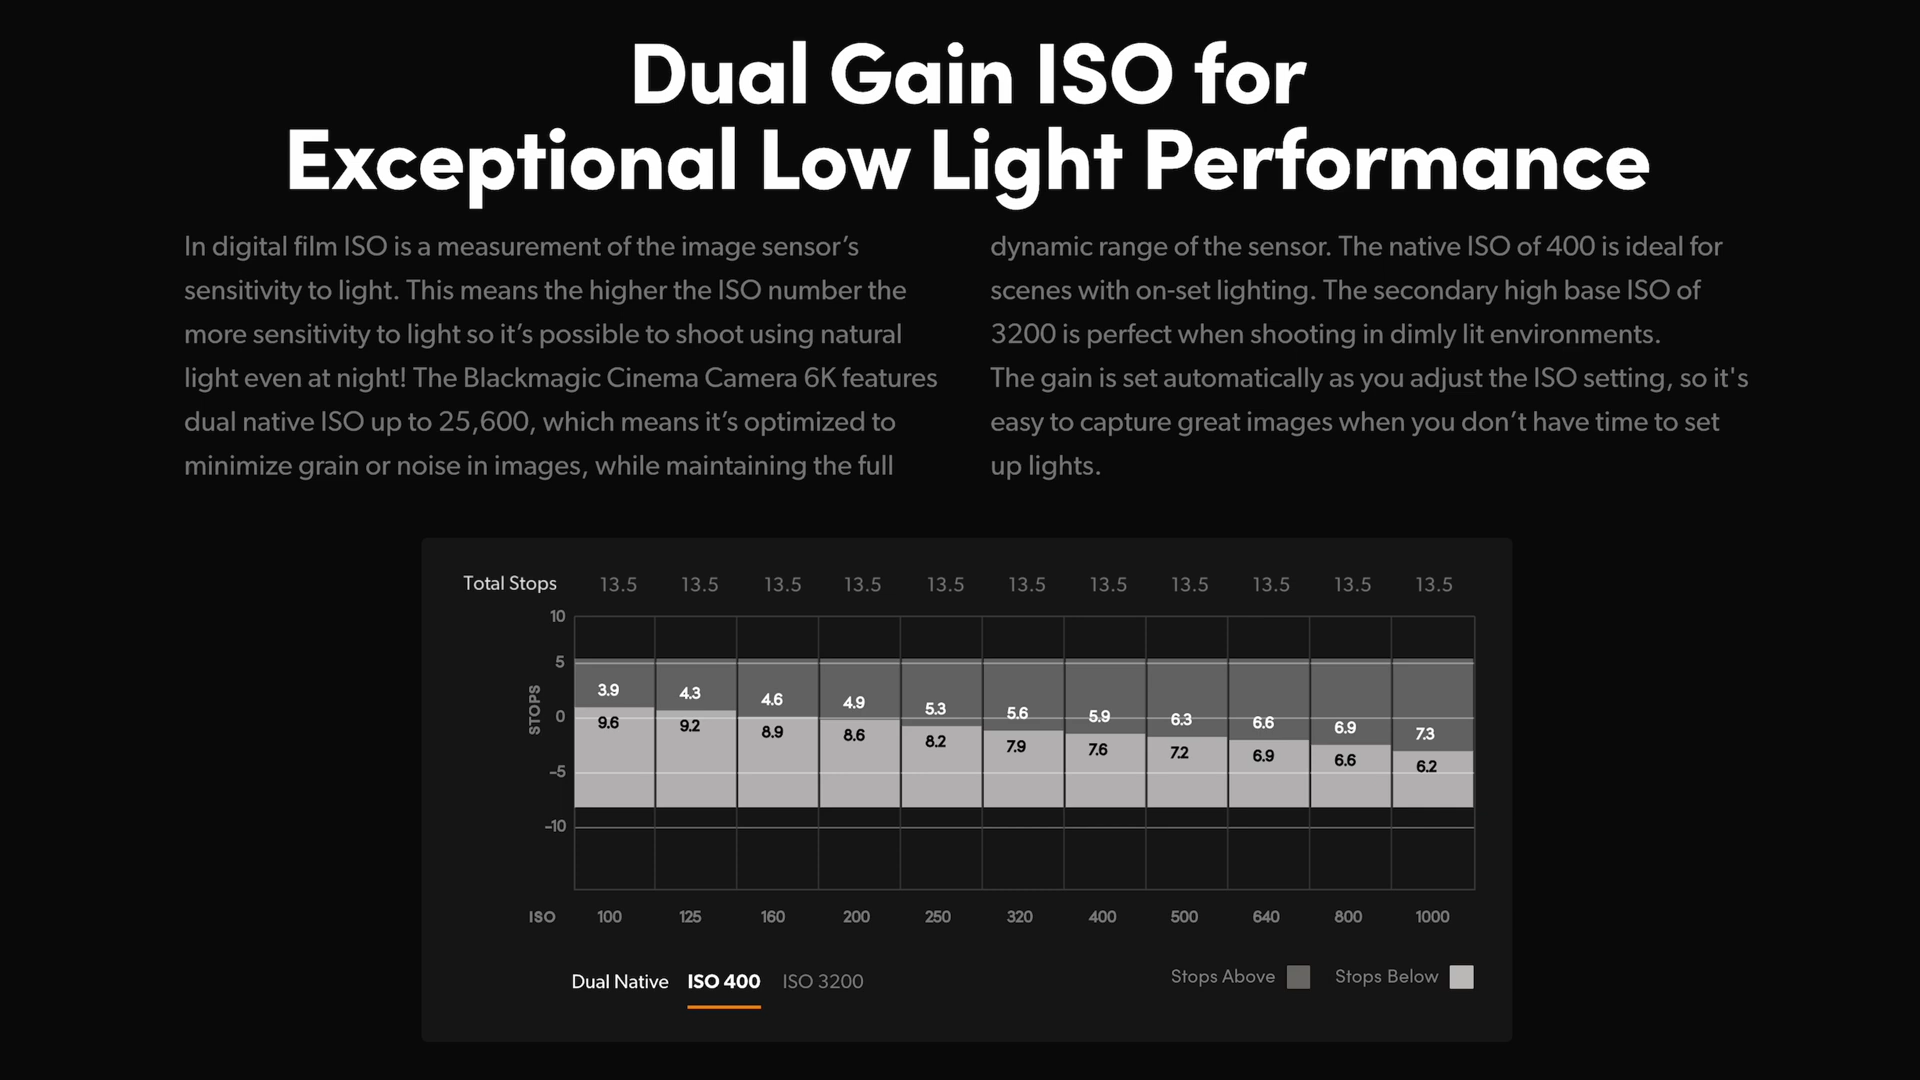 Dual Gain ISO for
Exceptional Low Light Performance
In digital film ISO is a measurement of the image sensor’s
sensitivity to light. This means the higher the ISO number the
more sensitivity to light so it’s possible to shoot using natural
light even at night! The Blackmagic Cinema Camera 6K features
dual native ISO up to 25,600, which means it’s optimized to
minimize grain or noise in images, while maintaining the full
dynamic range of the sensor. The native ISO of 400 is ideal for
scenes with on-set lighting. The secondary high base ISO of
3200 is perfect when shooting in dimly lit environments.
The gain is set automatically as you adjust the ISO setting, so it's
easy to capture great images when you don’t have time to set
up lights.
Total Stops 13.5 13.5 13.5 13.5 13.5 13.5 13.5 13.5 13.5 13.5 13.5
10
5
0
–5
–10
STOPS
3.9 4.3 4.6 4.9 5.3 5.6 5.9 6.3 6.6 6.9 7.3
9.6 9.2 8.9 8.6 8.2 7.9 7.6 7.2 6.9 6.6 6.2
ISO 100 125 160 200 250 320 400 500 640 800 1000
Dual Native ISO 400 ISO 3200 Stops Above Stops Below